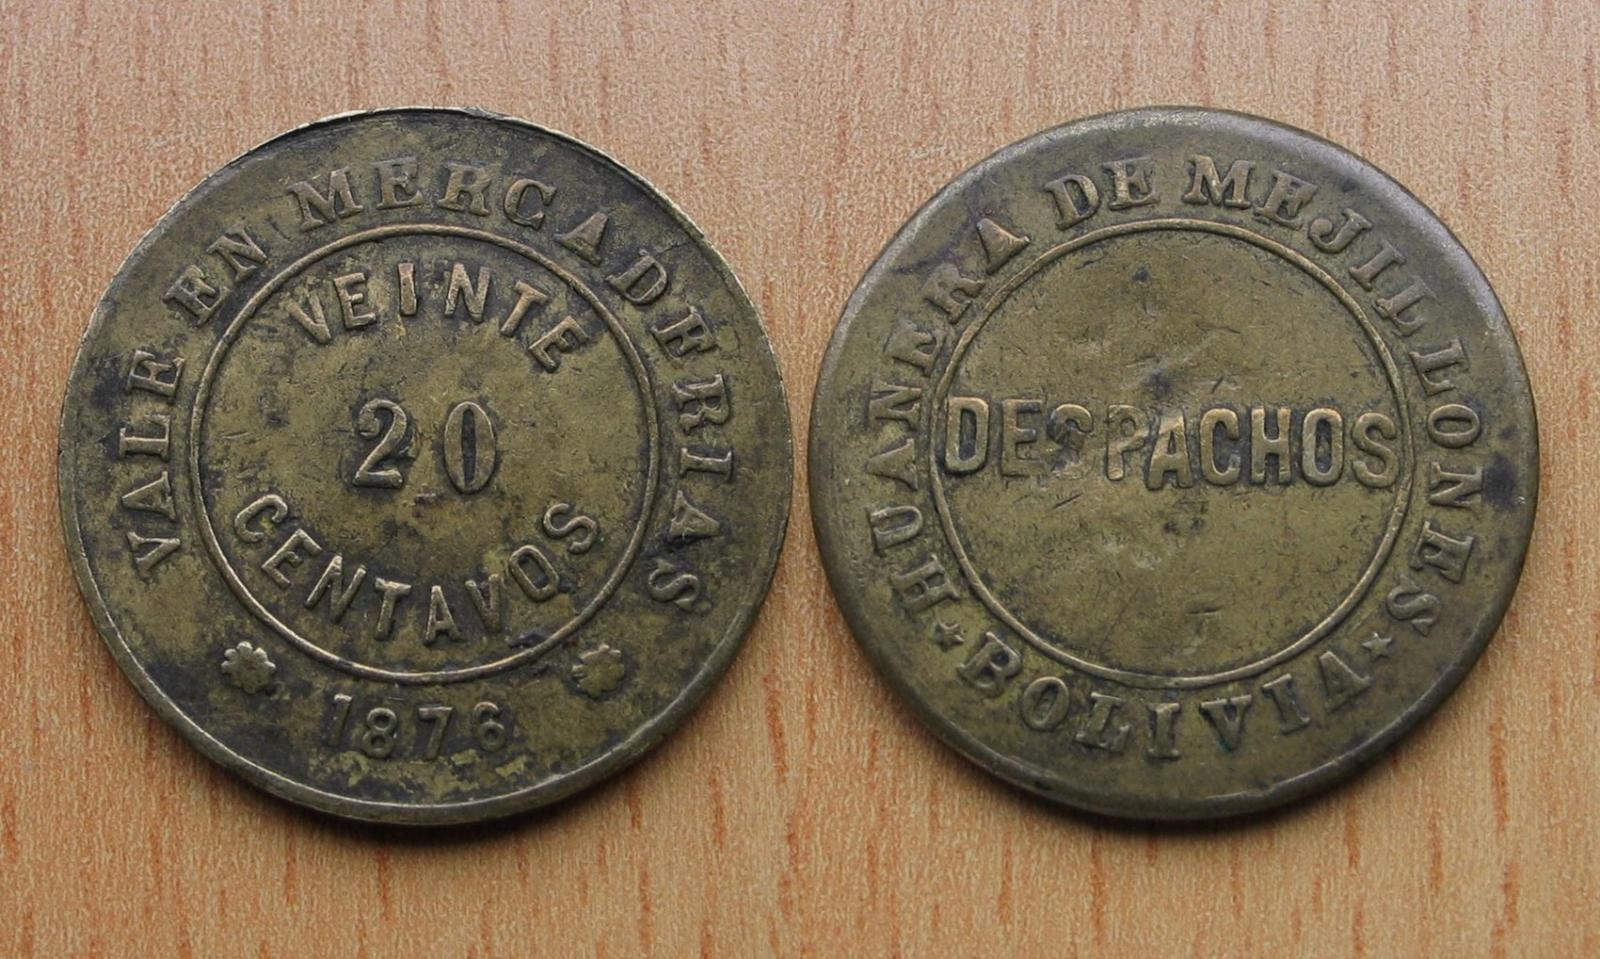 VALE EN MERCADERIAS
VEINTE
20
CENTAVOS
1876
HUANERA DE MEJILLONES
DESPACHOS
BOLIVIA